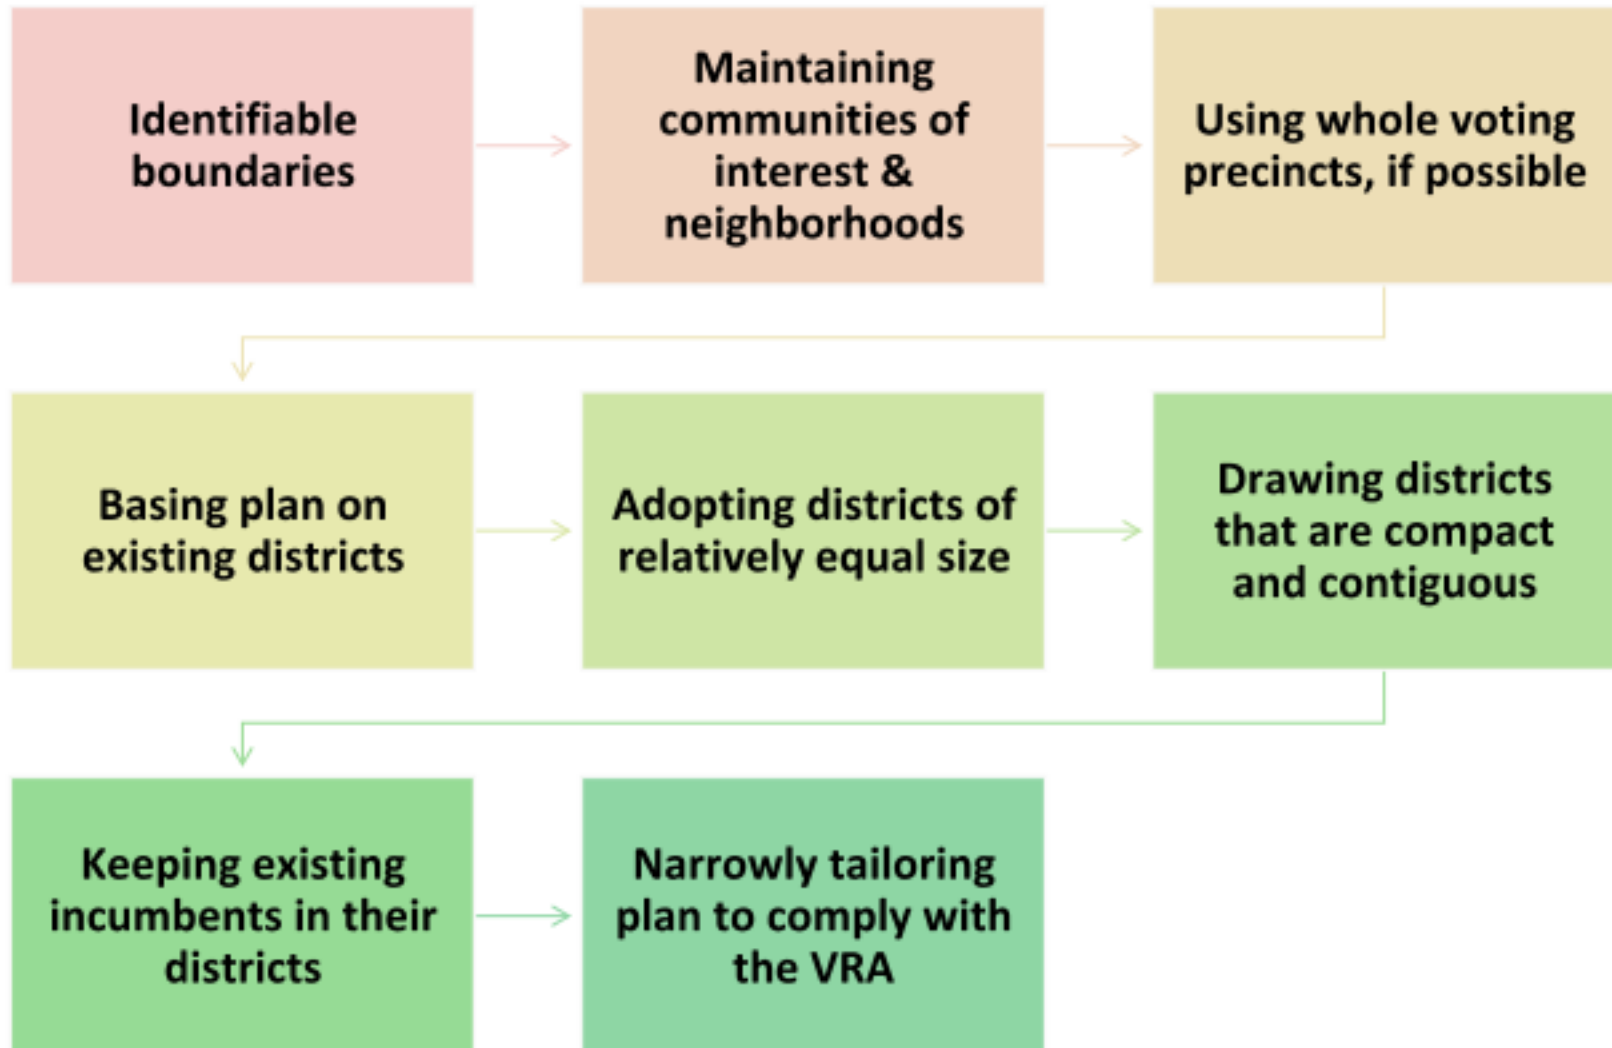 Identifiable
boundaries
Maintaining
communities of
interest &
neighborhoods
Using whole voting
precincts, if possible
Basing plan on
existing districts
Adopting districts of
relatively equal size
Drawing districts
that are compact
and contiguous
Keeping existing
incumbents in their
districts
Narrowly tailoring
plan to comply with
the VRA